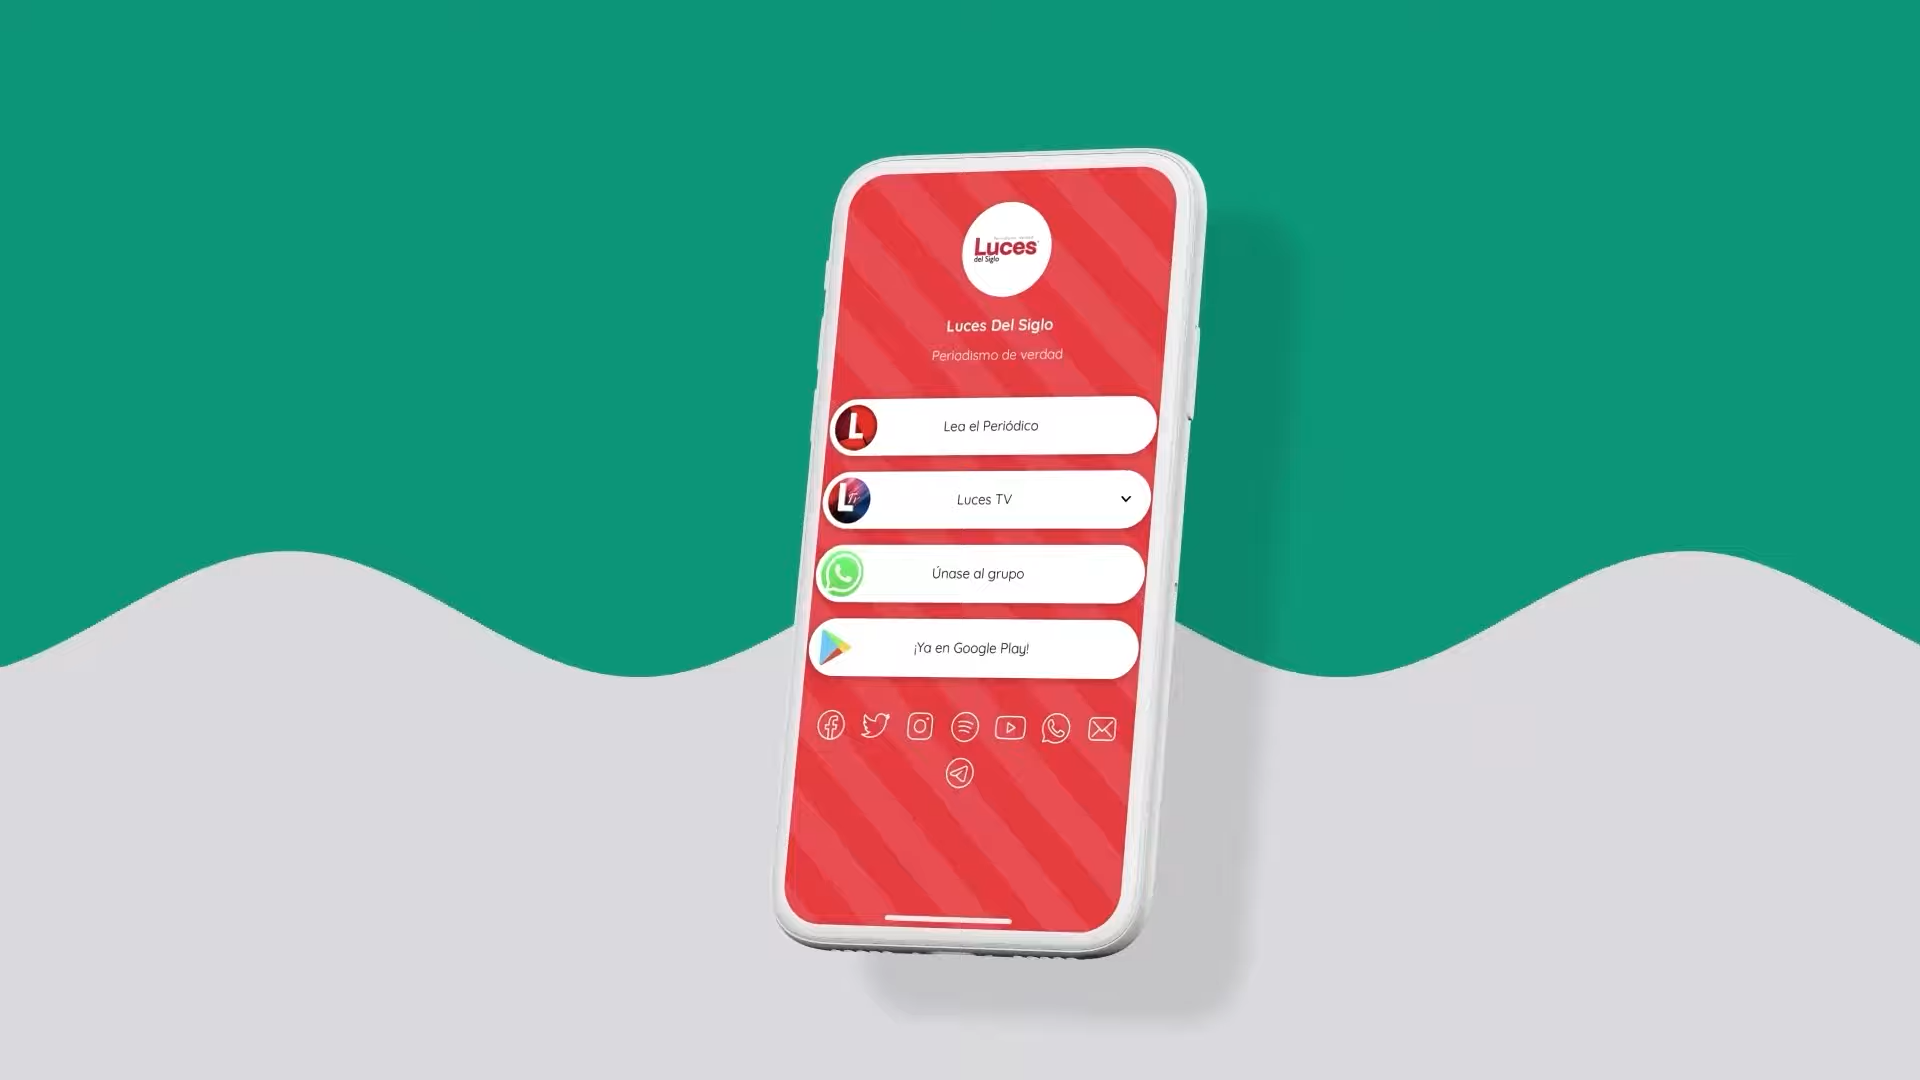 Luces
del Siglo
Luces Del Siglo
Periodismo de verdad
L
Lea el Periódico
L TV
Luces TV
Únase al grupo
¡Ya en Google Play!